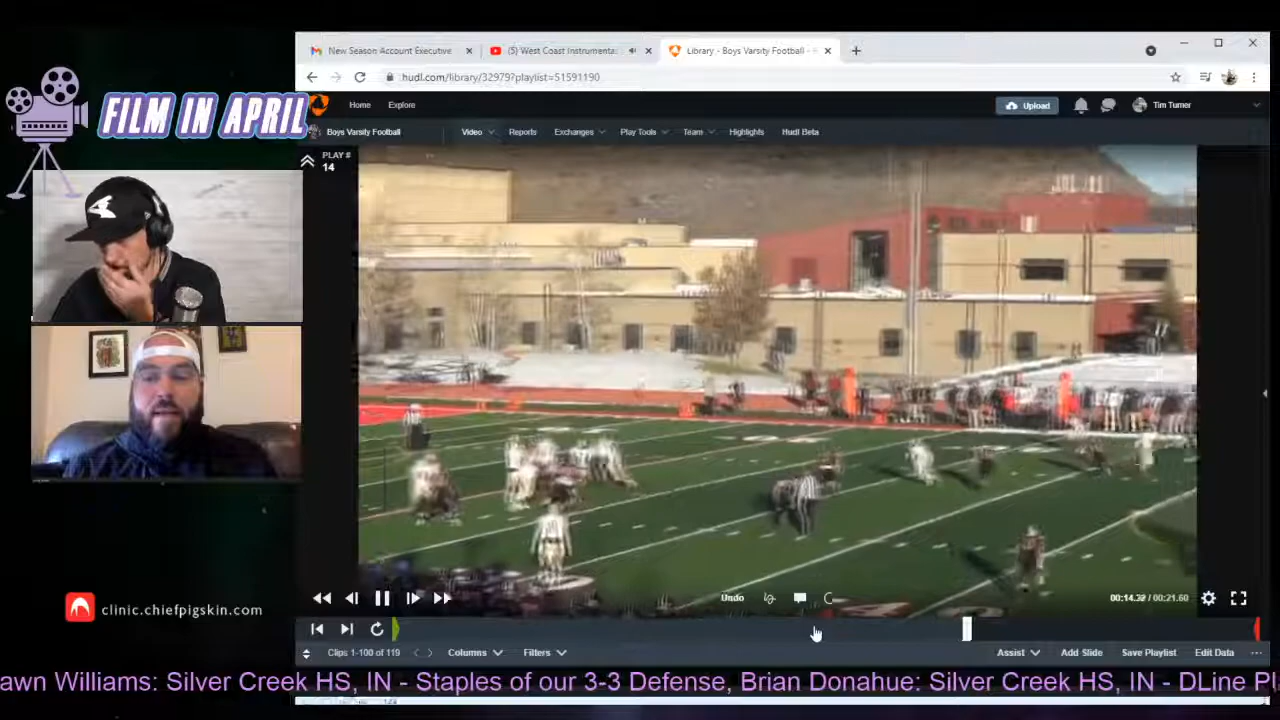 New Season Account Executive
(5) West Coast Instrumenta
Library - Boys Varsity Football -
hudl.com/library/32979?playlist=51591190
FILM IN APRIL
Home Explore
Upload
Tim Turner
Boys Varsity Football
Video Reports Exchanges Play Tools Team Highlights Hudl Beta
PLAY #
14
Undo
00:14.32 / 00:21.60
clinic.chiefpigskin.com
Clips 1-100 of 119
Columns Filters
Assist Add Slide Save Playlist Edit Data
awn Williams: Silver Creek HS, IN - Staples of our 3-3 Defense, Brian Donahue: Silver Creek HS, IN - DLine Pl